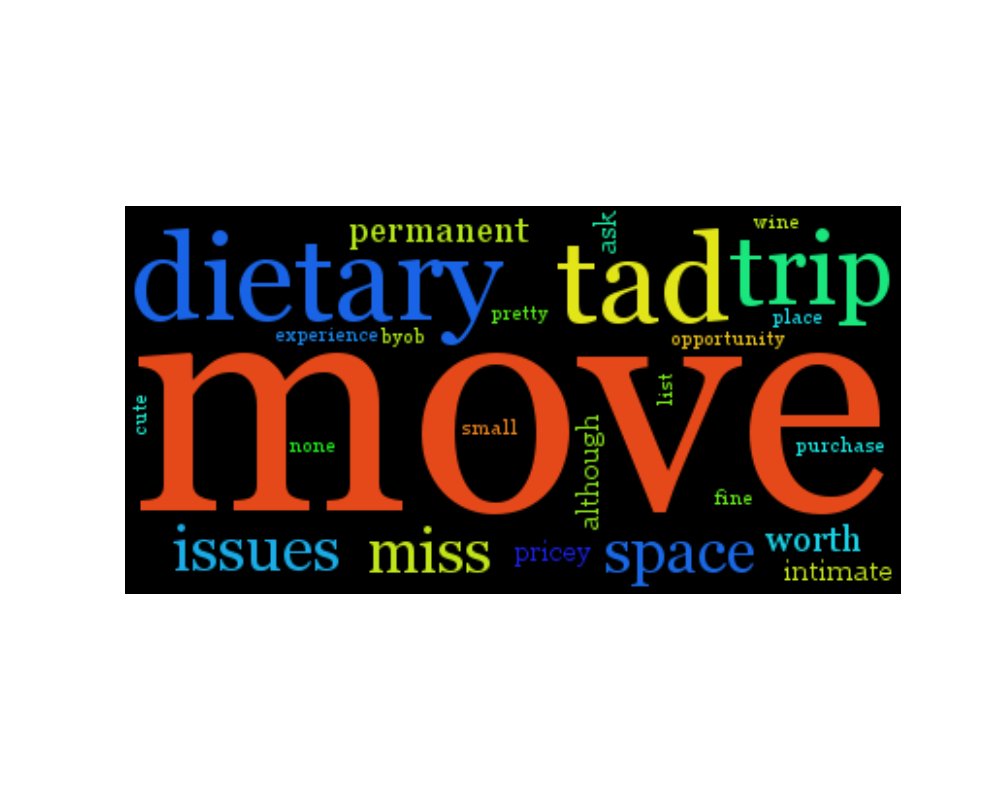 permanent
ask
wine
dietary
tad
trip
pretty
place
experience
byob
opportunity
move
cute
list
small
none
although
purchase
fine
issues
miss
pricey
space
worth
intimate